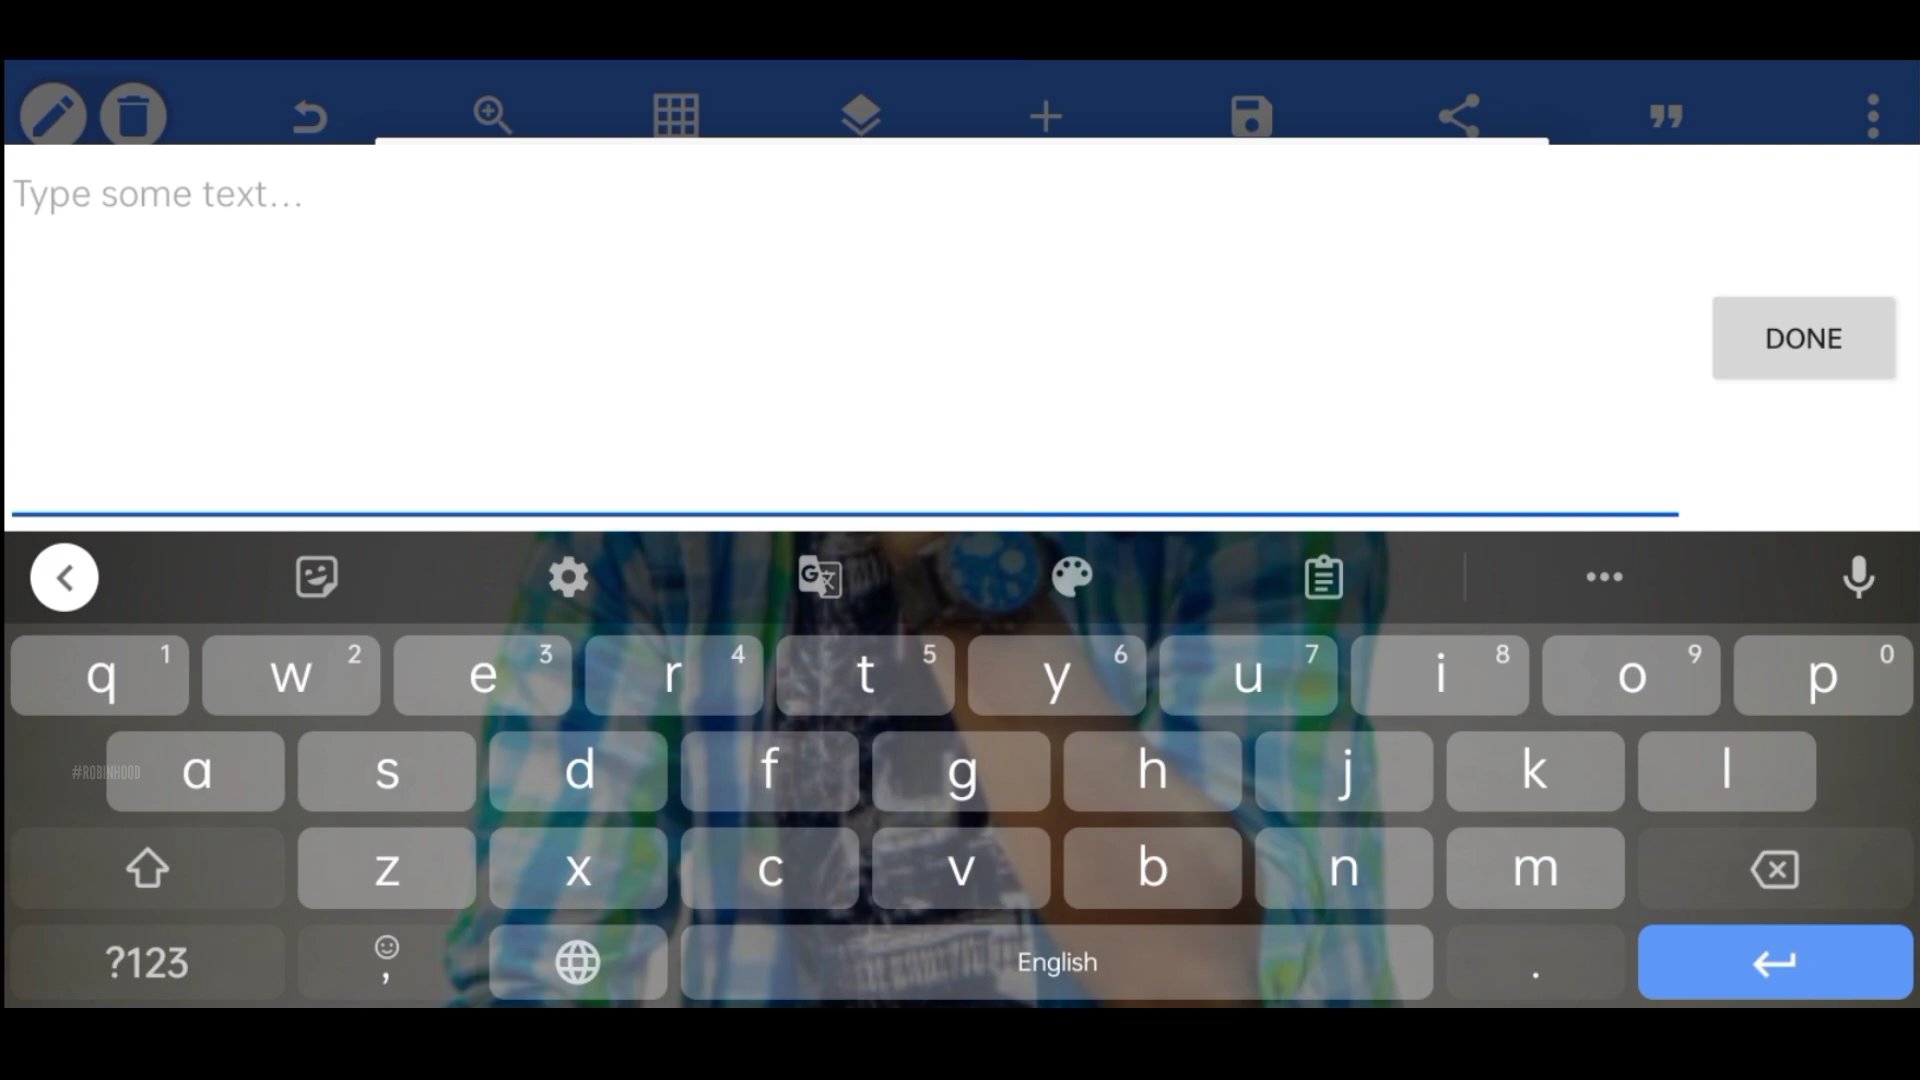 Type some text...
DONE
q 1 w 2 e 3 r 4 t 5 y 6 u 7 i 8 o 9 p 0
#ROBINHOOD a s d f g h j k l
z x c v b n m
?123 , English .